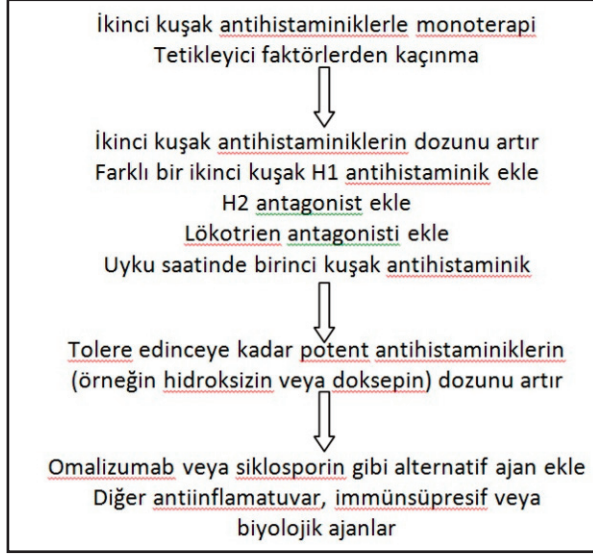 İkinci kuşak antihistaminiklerle monoterapi
Tetikleyici faktörlerden kaçınma
İkinci kuşak antihistaminiklerin dozunu artır
Farklı bir ikinci kuşak H1 antihistaminik ekle
H2 antagonist ekle
Lökotrien antagonisti ekle
Uyku saatinde birinci kuşak antihistaminik
Tolere edinceye kadar potent antihistaminiklerin
(örneğin hidroksizin veya doksepin) dozunu artır
Omalizumab veya siklosporin gibi alternatif ajan ekle
Diğer antiinflamatuvar, immünsüpresif veya
biyolojik ajanlar